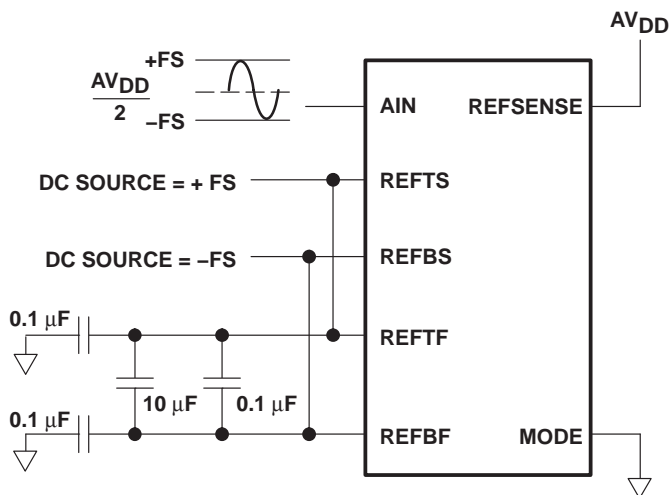 AVDD
+FS
AVDD
2
−FS
AIN
REFSENSE
DC SOURCE = + FS
REFTS
DC SOURCE = −FS
REFBS
0.1 μF
REFTF
10 μF
0.1 μF
0.1 μF
REFBF
MODE